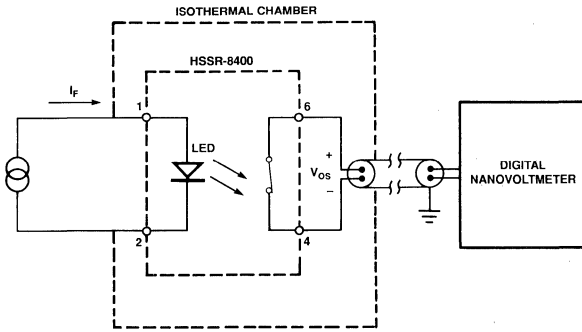 ISOTHERMAL CHAMBER
HSSR-8400
IF
1
6
LED
+
VOS
–
2
4
DIGITAL
NANOVOLTMETER